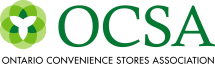 OCSA
ONTARIO CONVENIENCE STORES ASSOCIATION